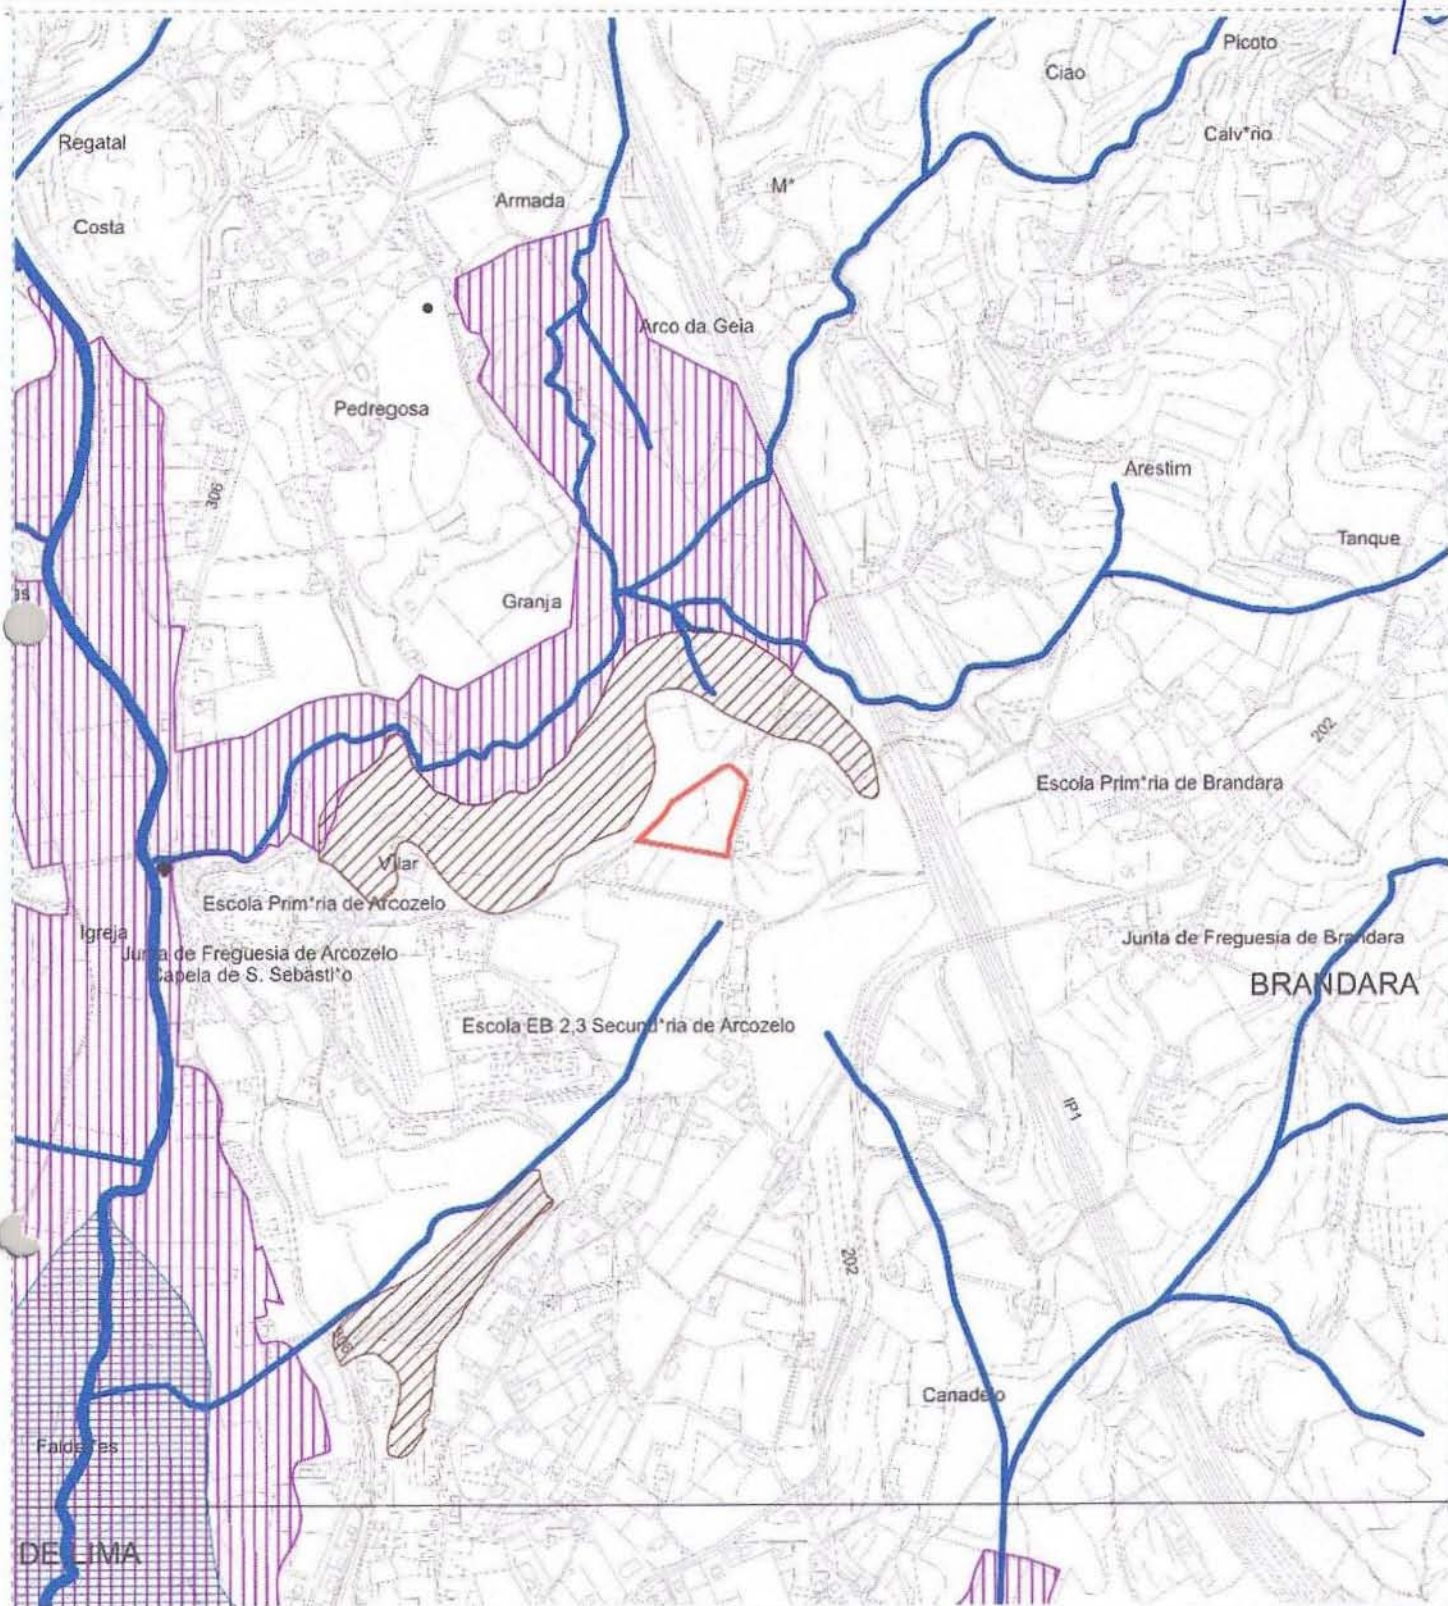 Picoto
Ciao
Regatal
Calv*rio
M*
Armada
Costa
Arco da Geia
Pedregosa
Arestim
306
Tanque
as
Granja
202
Escola Prim*ria de Brandara
Vilar
Escola Prim*ria de Arcozelo
Igreja
Junta de Freguesia de Arcozelo
Capela de S. Sebasti*o
Junta de Freguesia de Brandara
BRANDARA
Escola EB 2,3 Secund*ria de Arcozelo
IP1
202
306
Canadelo
DE LIMA